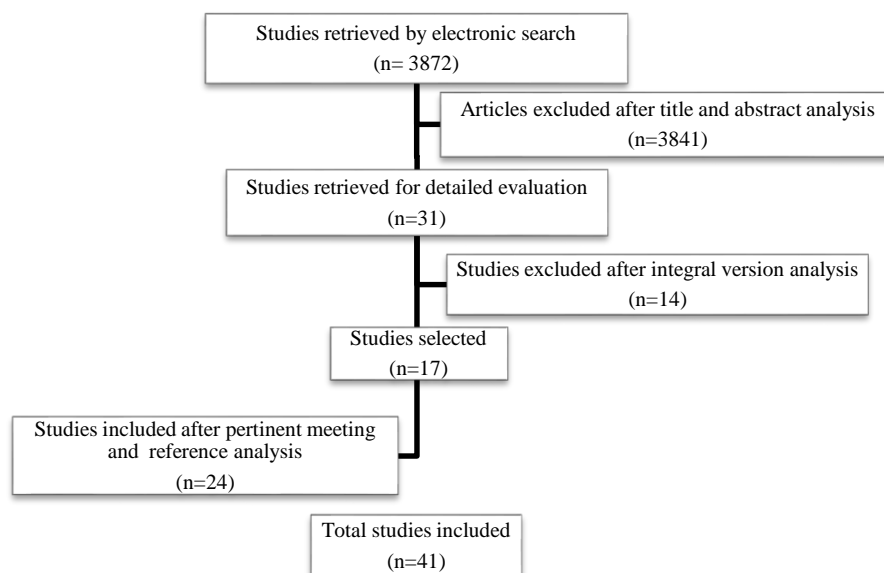 Studies retrieved by electronic search
(n= 3872)
Articles excluded after title and abstract analysis
(n=3841)
Studies retrieved for detailed evaluation
(n=31)
Studies excluded after integral version analysis
(n=14)
Studies selected
(n=17)
Studies included after pertinent meeting
and reference analysis
(n=24)
Total studies included
(n=41)